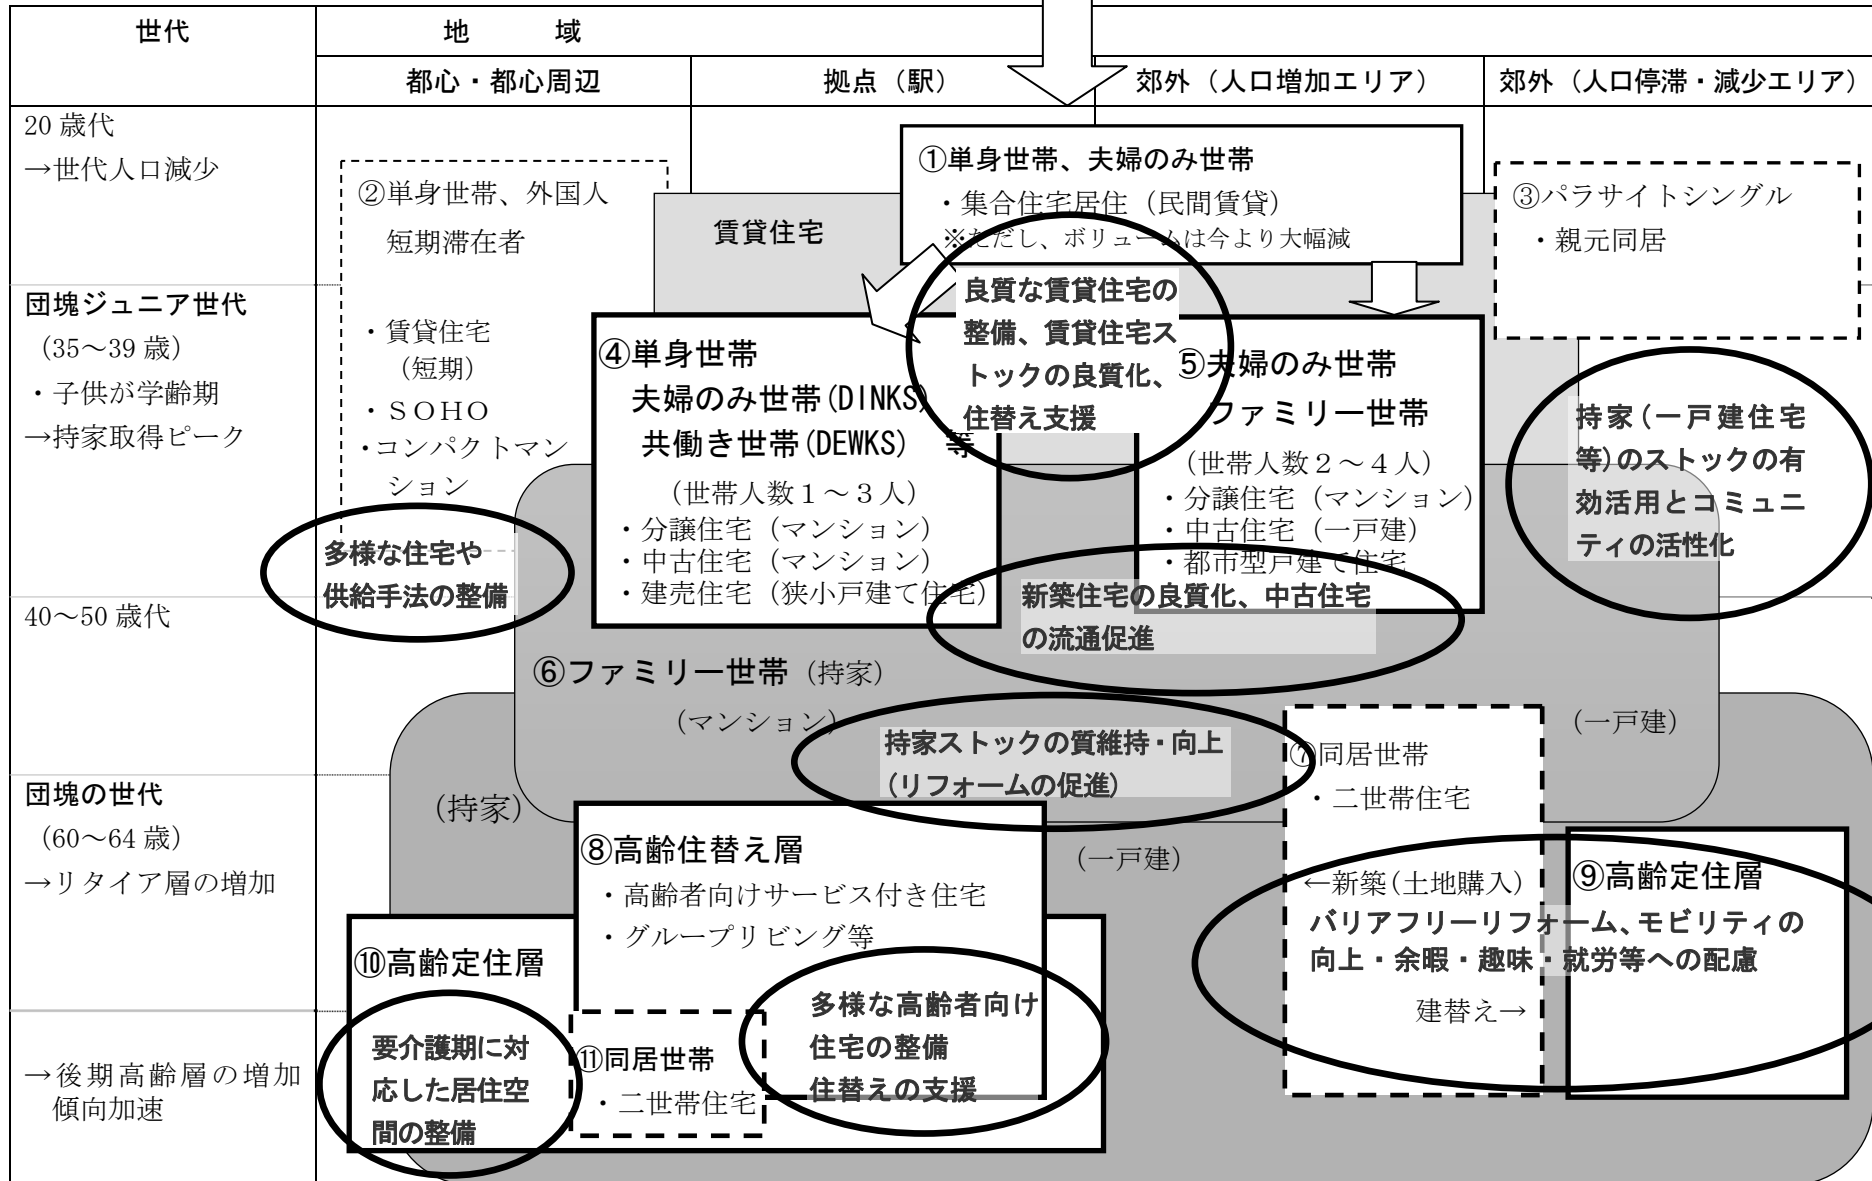 世代
地　　域
都心・都心周辺
拠点（駅）
郊外（人口増加エリア）
郊外（人口停滞・減少エリア）
20 歳代
→世代人口減少
①単身世帯、夫婦のみ世帯
・集合住宅居住（民間賃貸）
※ただし、ボリュームは今より大幅減
②単身世帯、外国人
短期滞在者
・賃貸住宅
（短期）
・ＳＯＨＯ
・コンパクトマン
ション
賃貸住宅
③パラサイトシングル
・親元同居
団塊ジュニア世代
（35～39 歳）
・子供が学齢期
→持家取得ピーク
良質な賃貸住宅の
整備、賃貸住宅ス
トックの良質化、
住替え支援
④単身世帯
夫婦のみ世帯(DINKS)
共働き世帯(DEWKS)　等
（世帯人数１～３人）
・分譲住宅（マンション）
・中古住宅（マンション）
・建売住宅（狭小戸建て住宅）
⑤夫婦のみ世帯
ファミリー世帯
（世帯人数２～４人）
・分譲住宅（マンション）
・中古住宅（一戸建）
・都市型戸建て住宅
持家(一戸建住宅
等)のストックの有
効活用とコミュニ
ティの活性化
多様な住宅や
供給手法の整備
新築住宅の良質化、中古住宅
の流通促進
40～50 歳代
⑥ファミリー世帯（持家）
（マンション）
（一戸建）
持家ストックの質維持・向上
(リフォームの促進)
⑦同居世帯
・二世帯住宅
←新築(土地購入)
建替え→
団塊の世代
（60～64 歳）
→リタイア層の増加
（持家）
（一戸建）
⑧高齢住替え層
・高齢者向けサービス付き住宅
・グループリビング等
⑨高齢定住層
バリアフリーリフォーム、モビリティの
向上・余暇・趣味・就労等への配慮
⑩高齢定住層
→後期高齢層の増加
傾向加速
要介護期に対
応した居住空
間の整備
⑪同居世帯
・二世帯住宅
多様な高齢者向け
住宅の整備
住替えの支援